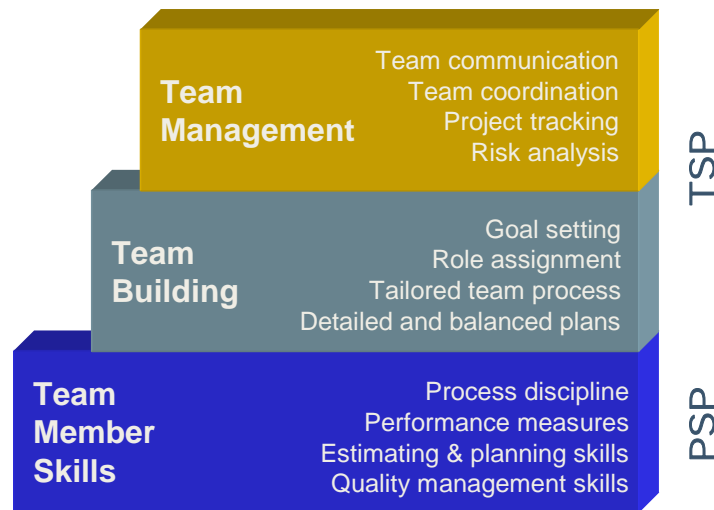 Team
Management
Team communication
Team coordination
Project tracking
Risk analysis
TSP
Team
Building
Goal setting
Role assignment
Tailored team process
Detailed and balanced plans
Team
Member
Skills
Process discipline
Performance measures
Estimating & planning skills
Quality management skills
PSP